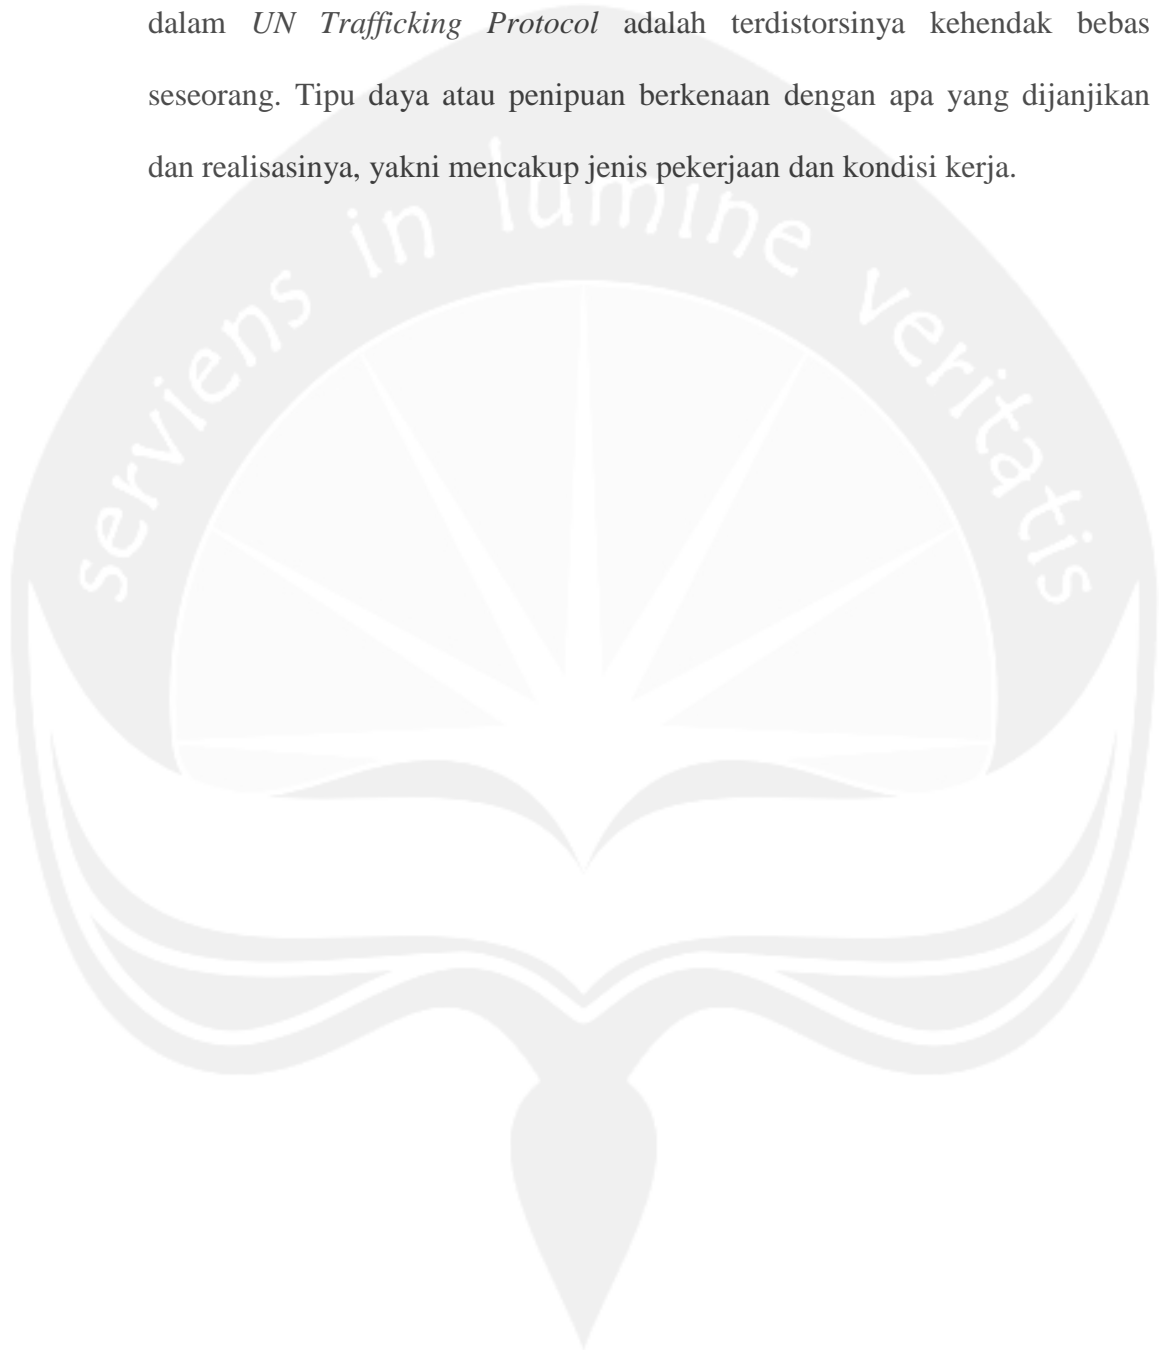 dalam UN Trafficking Protocol adalah terdistorsinya kehendak bebas
seseorang. Tipu daya atau penipuan berkenaan dengan apa yang dijanjikan
dan realisasinya, yakni mencakup jenis pekerjaan dan kondisi kerja.
serviens in lumine veritatis